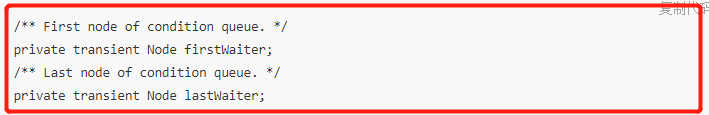 复制代码
/** First node of condition queue. */
private transient Node firstWaiter;
/** Last node of condition queue. */
private transient Node lastWaiter;